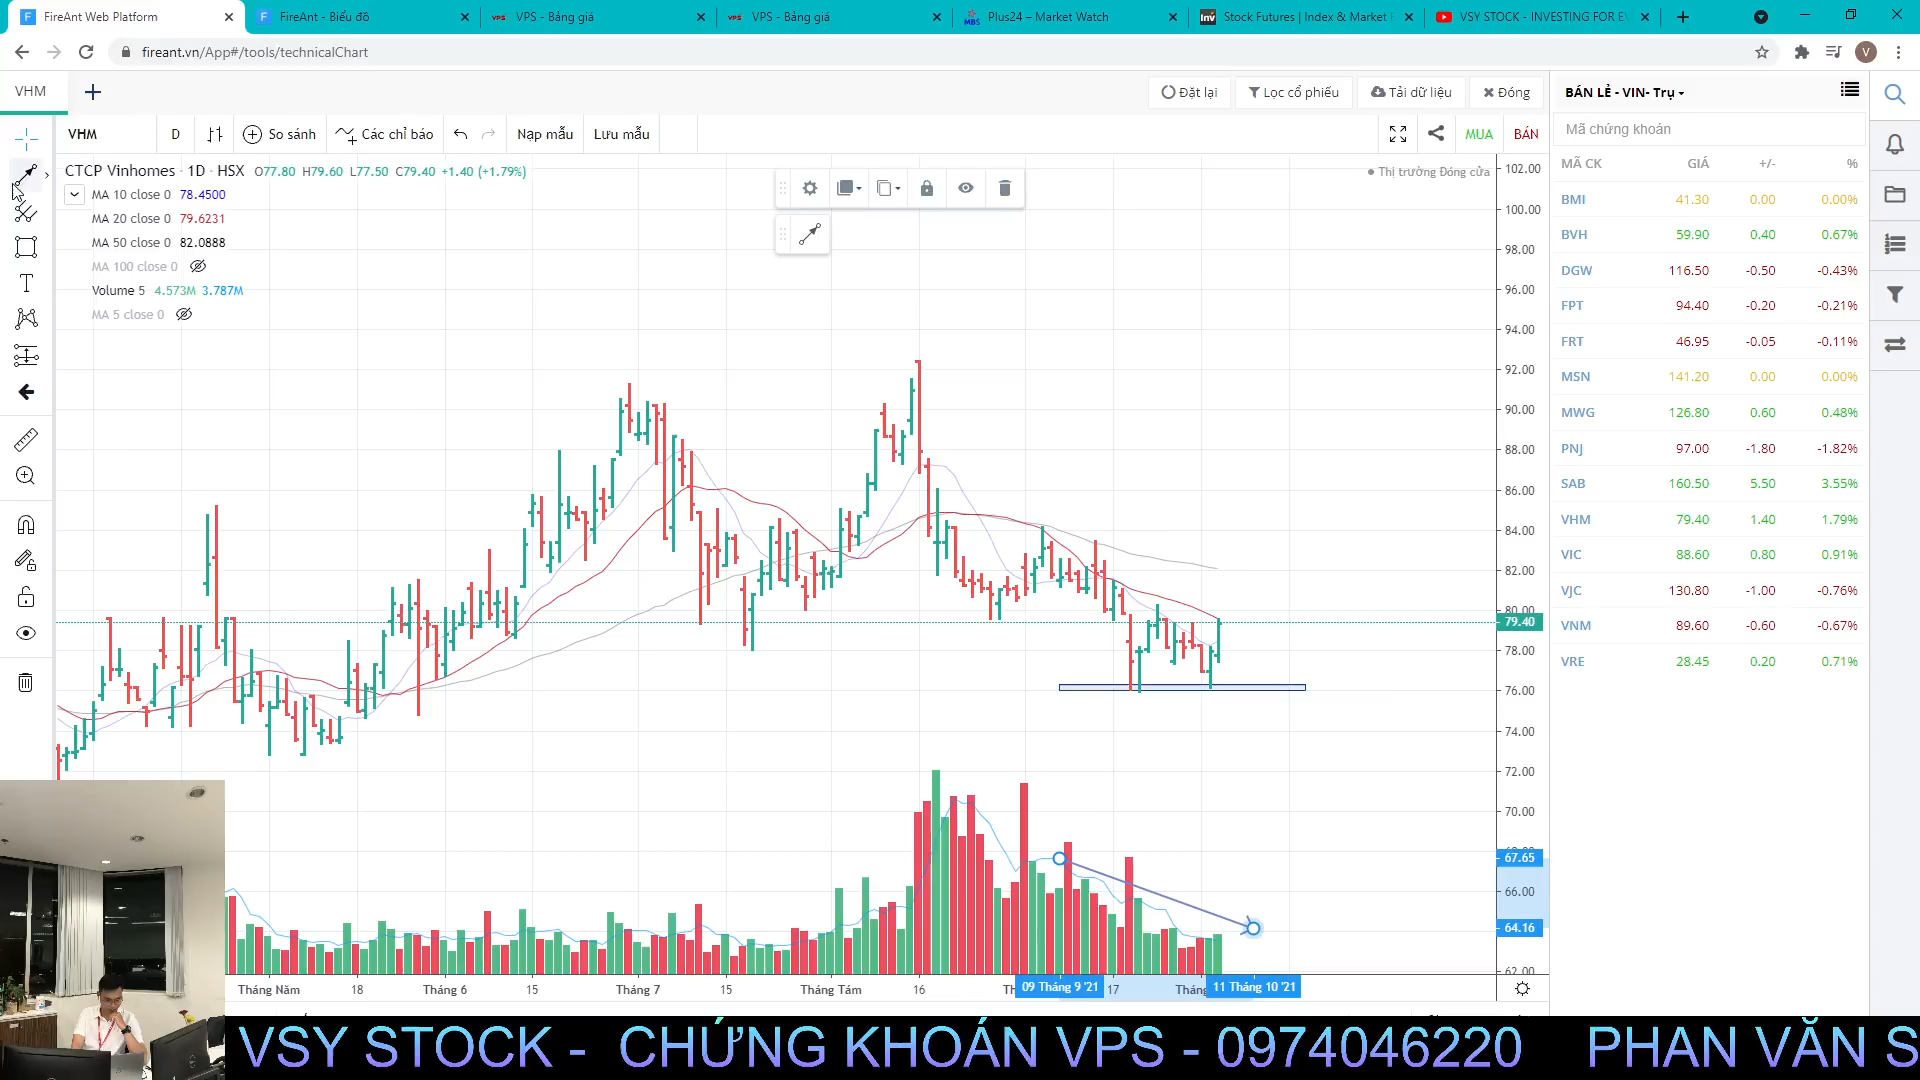 FireAnt Web Platform
FireAnt - Biểu đồ
VPS - Bảng giá
VPS - Bảng giá
Plus24 – Market Watch
Stock Futures | Index & Market F
VSY STOCK - INVESTING FOR EV
fireant.vn/App#/tools/technicalChart
VHM
Đặt lại
Lọc cổ phiếu
Tải dữ liệu
Đóng
VHM
D
So sánh
Các chỉ báo
Nạp mẫu
Lưu mẫu
MUA
BÁN
CTCP Vinhomes · 1D · HSX O77.80 H79.60 L77.50 C79.40 +1.40 (+1.79%)
Thị trường Đóng cửa
MA 10 close 0 78.4500
MA 20 close 0 79.6231
MA 50 close 0 82.0888
MA 100 close 0
Volume 5 4.573M 3.787M
MA 5 close 0
102.00
100.00
98.00
96.00
94.00
92.00
90.00
88.00
86.00
84.00
82.00
80.00
79.40
78.00
76.00
74.00
72.00
70.00
67.65
66.00
64.16
62.00
Tháng Năm
18
Tháng 6
15
Tháng 7
15
Tháng Tám
16
09 Tháng 9 '21
17
11 Tháng 10 '21
BÁN LẺ - VIN- Trụ
Mã chứng khoán
MÃ CK GIÁ +/- %
BMI 41.30 0.00 0.00%
BVH 59.90 0.40 0.67%
DGW 116.50 -0.50 -0.43%
FPT 94.40 -0.20 -0.21%
FRT 46.95 -0.05 -0.11%
MSN 141.20 0.00 0.00%
MWG 126.80 0.60 0.48%
PNJ 97.00 -1.80 -1.82%
SAB 160.50 5.50 3.55%
VHM 79.40 1.40 1.79%
VIC 88.60 0.80 0.91%
VJC 130.80 -1.00 -0.76%
VNM 89.60 -0.60 -0.67%
VRE 28.45 0.20 0.71%
VSY STOCK - CHỨNG KHOÁN VPS - 0974046220 PHAN VĂN S